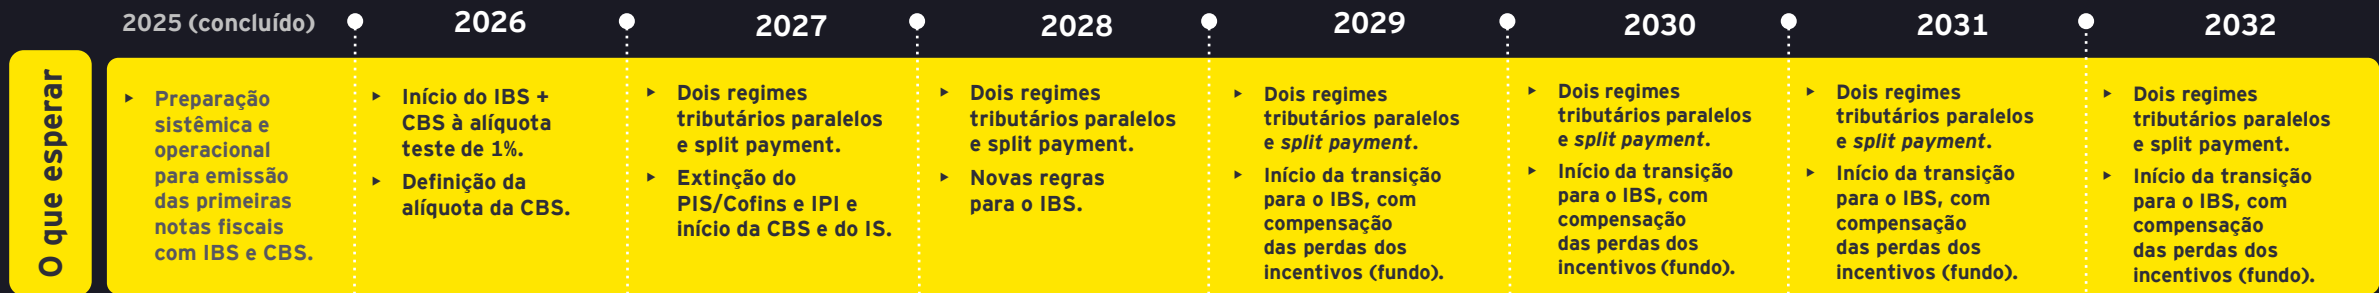 2025 (concluído)
2026
2027
2028
2029
2030
2031
2032
O que esperar
▸ Preparação
sistêmica e
operacional
para emissão
das primeiras
notas fiscais
com IBS e CBS.
▸ Início do IBS +
CBS à alíquota
teste de 1%.
▸ Definição da
alíquota da CBS.
▸ Dois regimes
tributários paralelos
e split payment.
▸ Extinção do
PIS/Cofins e IPI e
início da CBS e do IS.
▸ Dois regimes
tributários paralelos
e split payment.
▸ Novas regras
para o IBS.
▸ Dois regimes
tributários paralelos
e split payment.
▸ Início da transição
para o IBS, com
compensação
das perdas dos
incentivos (fundo).
▸ Dois regimes
tributários paralelos
e split payment.
▸ Início da transição
para o IBS, com
compensação
das perdas dos
incentivos (fundo).
▸ Dois regimes
tributários paralelos
e split payment.
▸ Início da transição
para o IBS, com
compensação
das perdas dos
incentivos (fundo).
▸ Dois regimes
tributários paralelos
e split payment.
▸ Início da transição
para o IBS, com
compensação
das perdas dos
incentivos (fundo).